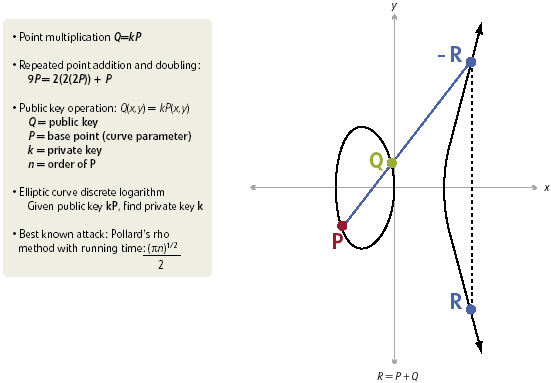 • Point multiplication Q=kP
• Repeated point addition and doubling:
9P = 2(2(2P)) + P
• Public key operation: Q(x,y) = kP(x,y)
Q = public key
P = base point (curve parameter)
k = private key
n = order of P
• Elliptic curve discrete logarithm
Given public key kP, find private key k
• Best known attack: Pollard's rho
method with running time: (πn)1/2
2
y
-R
Q
x
P
R
R = P + Q